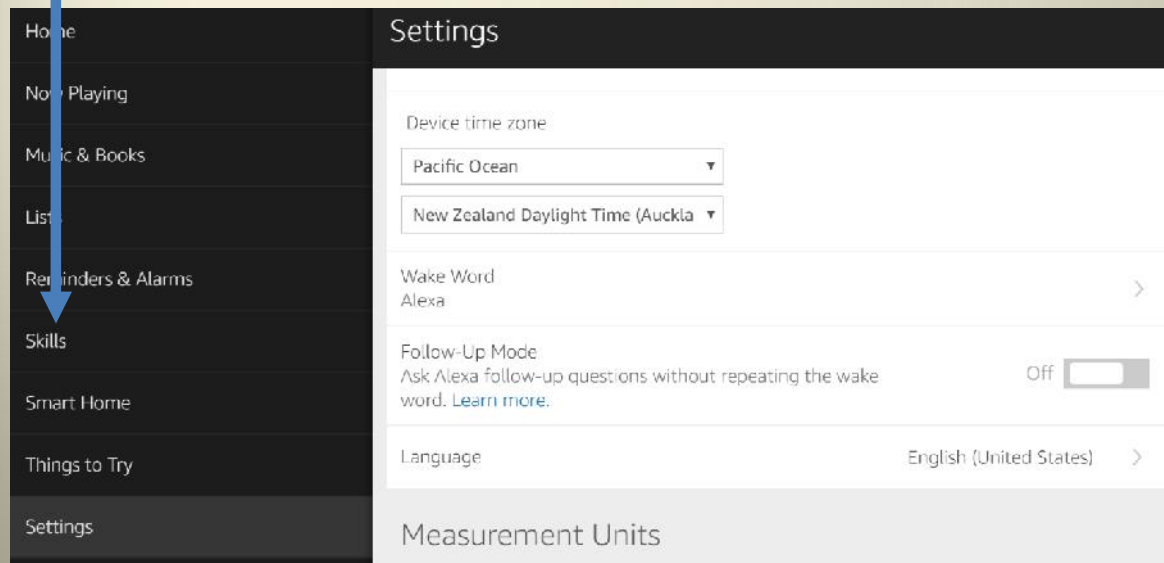 Home
Now Playing
Music & Books
Lists
Reminders & Alarms
Skills
Smart Home
Things to Try
Settings
Settings
Device time zone
Pacific Ocean
New Zealand Daylight Time (Auckla
Wake Word
Alexa
Follow-Up Mode
Ask Alexa follow-up questions without repeating the wake
word. Learn more.
Off
Language
English (United States)
Measurement Units